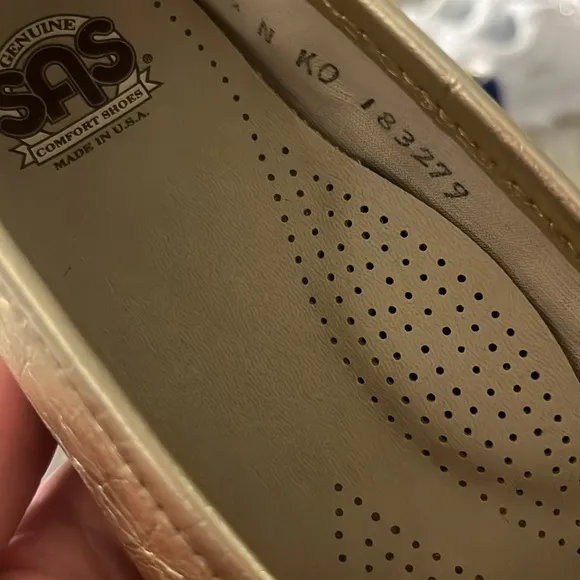 GENUINE
SAS®
COMFORT SHOES
MADE IN U.S.A.
N KO 183279